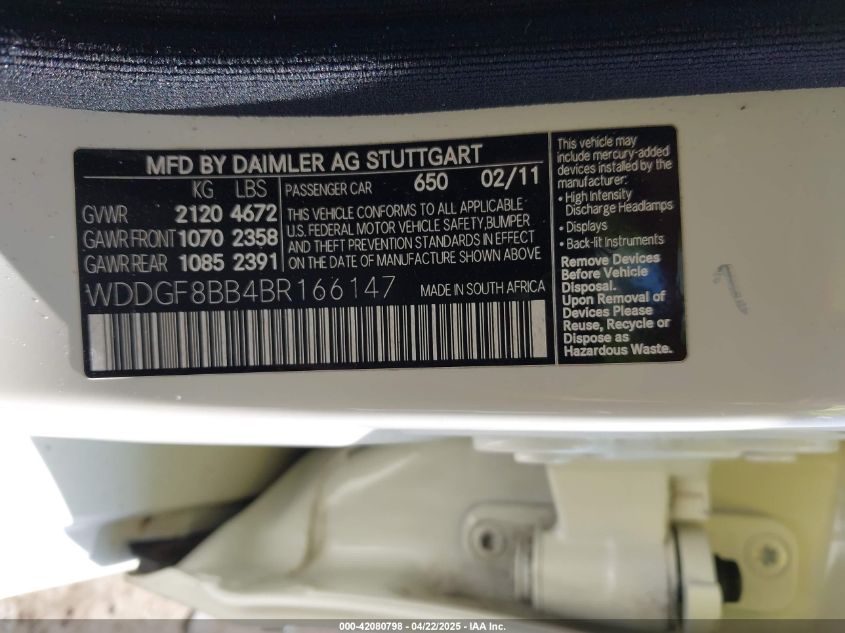 MFD BY DAIMLER AG STUTTGART
KG LBS
GVWR 2120 4672
GAWR FRONT 1070 2358
GAWR REAR 1085 2391
PASSENGER CAR 650 02/11
THIS VEHICLE CONFORMS TO ALL APPLICABLE
U.S. FEDERAL MOTOR VEHICLE SAFETY, BUMPER
AND THEFT PREVENTION STANDARDS IN EFFECT
ON THE DATE OF MANUFACTURE SHOWN ABOVE
WDDGF8BB4BR166147 MADE IN SOUTH AFRICA
This vehicle may
include mercury-added
devices installed by the
manufacturer:
• High Intensity
Discharge Headlamps
• Displays
• Back-lit Instruments
Remove Devices
Before Vehicle
Disposal.
Upon Removal of
Devices Please
Reuse, Recycle or
Dispose as
Hazardous Waste.
000-42080798 - 04/22/2025 - IAA Inc.